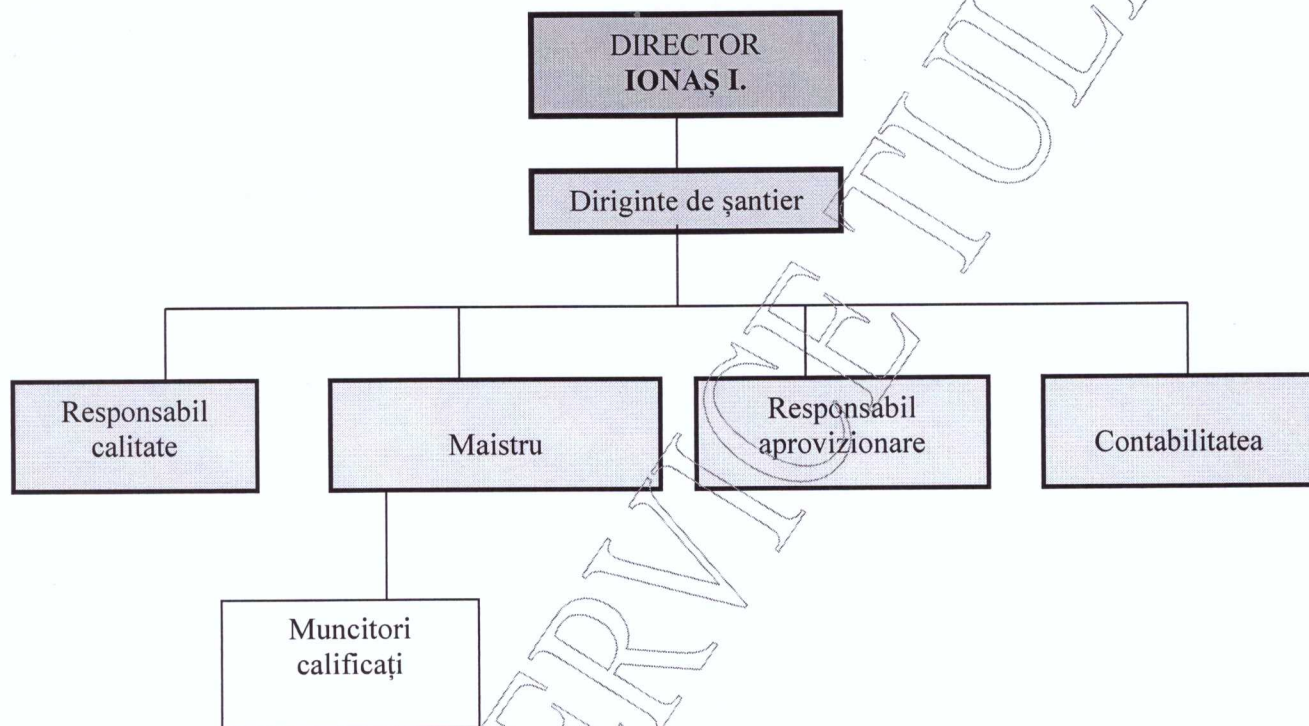 DIRECTOR
IONAȘ I.
Diriginte de șantier
Responsabil
calitate
Maistru
Responsabil
aprovizionare
Contabilitatea
Muncitori
calificați